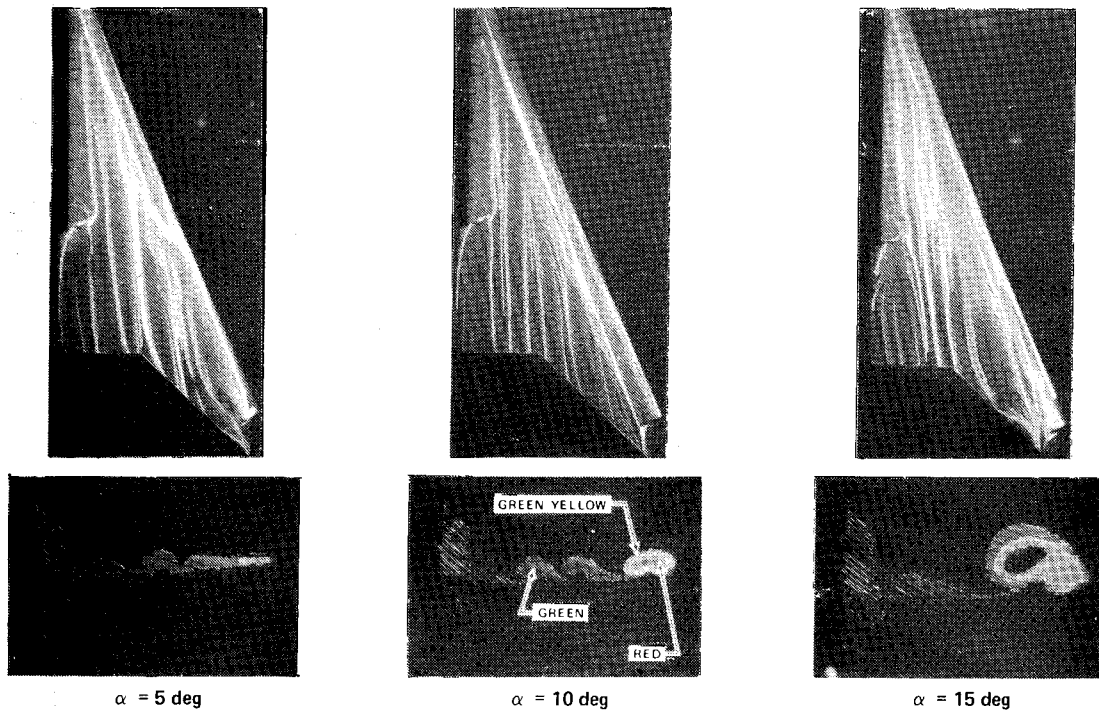 GREEN YELLOW
GREEN
RED
α = 5 deg
α = 10 deg
α = 15 deg